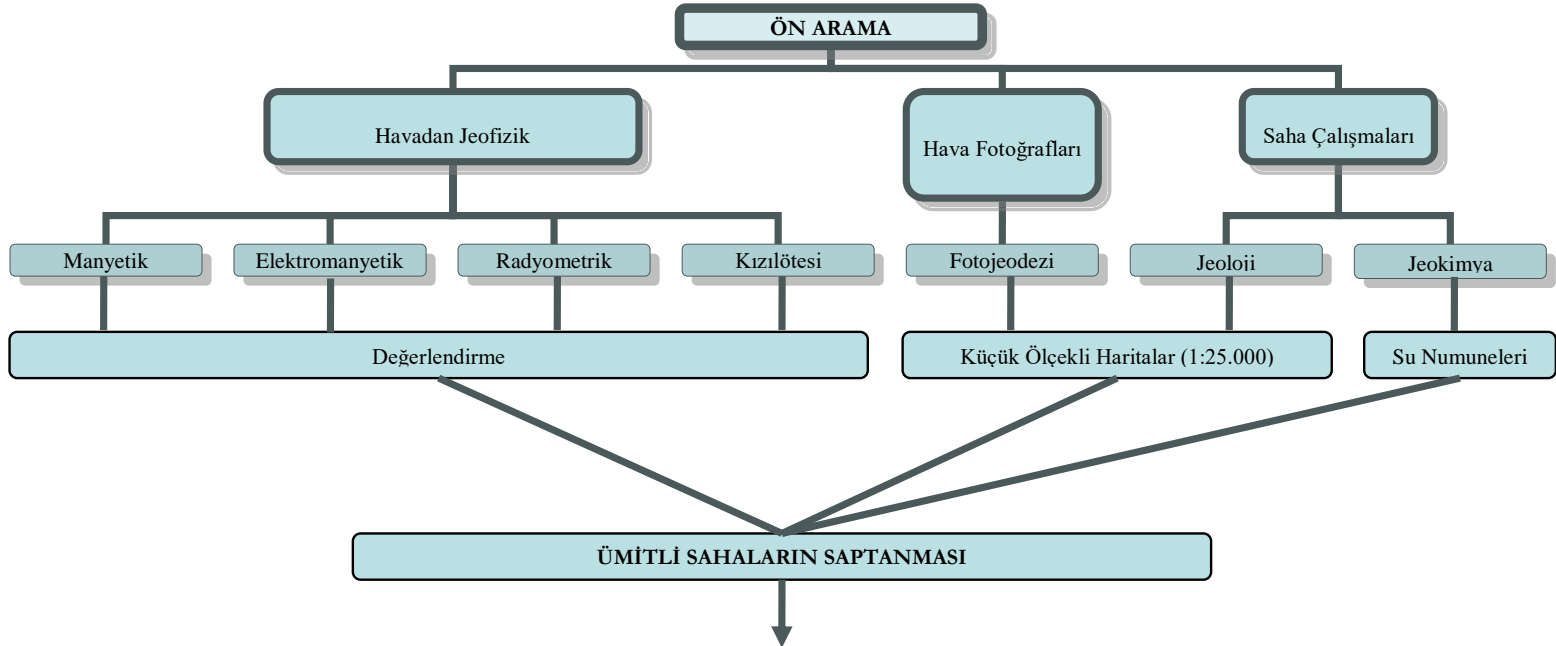 ÖN ARAMA
Havadan Jeofizik
Hava Fotoğrafları
Saha Çalışmaları
Manyetik
Elektromanyetik
Radyometrik
Kızılötesi
Fotojeodezi
Jeoloji
Jeokimya
Değerlendirme
Küçük Ölçekli Haritalar (1:25.000)
Su Numuneleri
ÜMİTLİ SAHALARIN SAPTANMASI